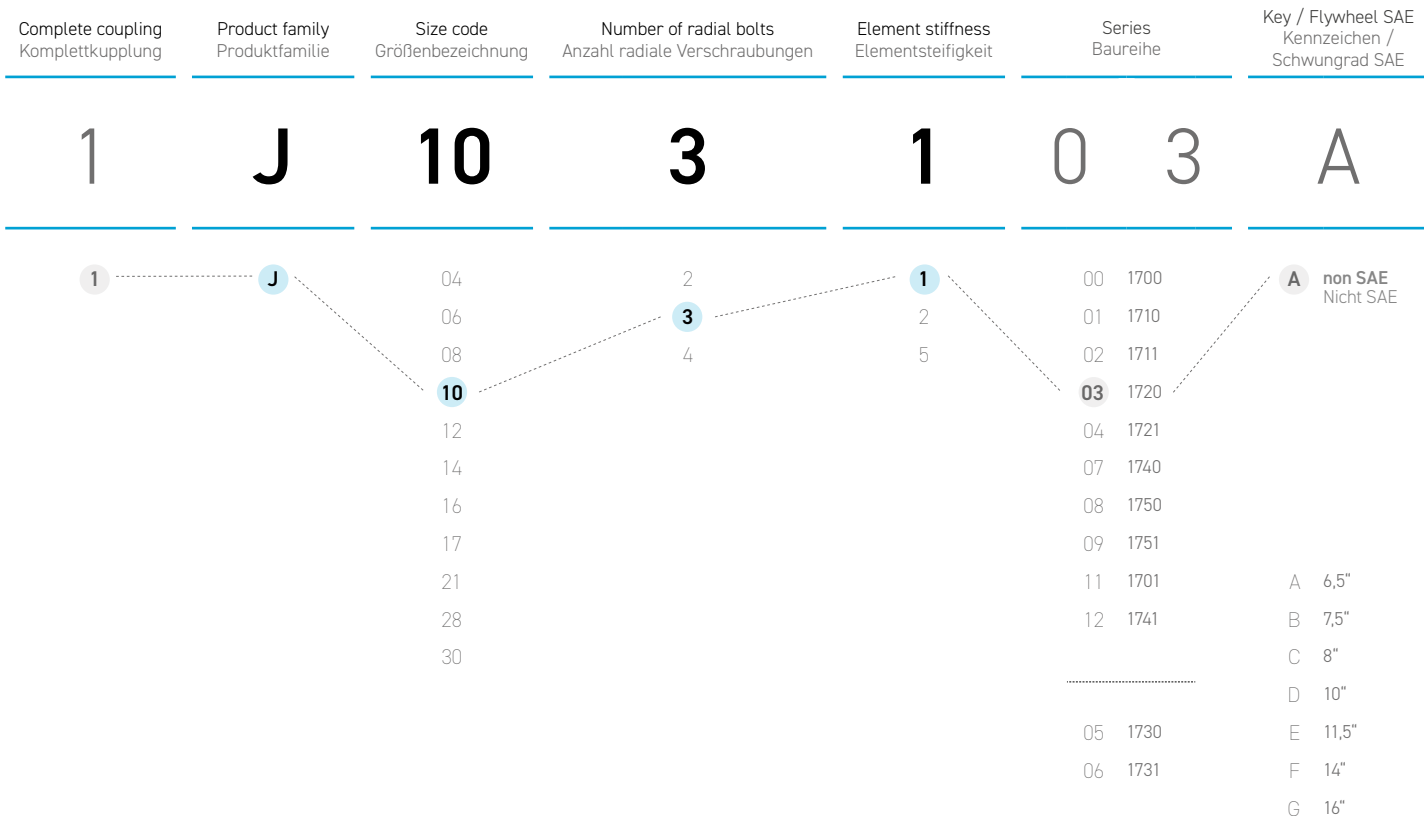 Complete coupling
Komplettkupplung
Product family
Produktfamilie
Size code
Größenbezeichnung
Number of radial bolts
Anzahl radiale Verschraubungen
Element stiffness
Elementsteifigkeit
Series
Baureihe
Key / Flywheel SAE
Kennzeichen /
Schwungrad SAE
1 J 10 3 1 0 3 A
1 J 04 2 1 00 1700 A non SAE
Nicht SAE
06 3 2 01 1710
08 4 5 02 1711
10 03 1720
12 04 1721
14 07 1740
16 08 1750
17 09 1751
21 11 1701 A 6,5"
28 12 1741 B 7,5"
30 C 8"
D 10"
05 1730 E 11,5"
06 1731 F 14"
G 16"